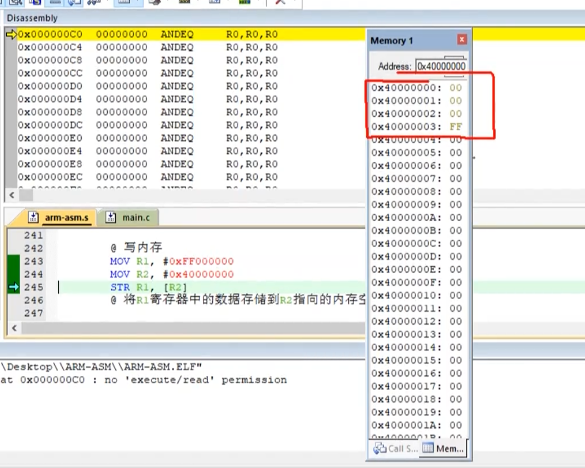 Disassembly
0x000000C0 00000000 ANDEQ R0,R0,R0
0x000000C4 00000000 ANDEQ R0,R0,R0
0x000000C8 00000000 ANDEQ R0,R0,R0
0x000000CC 00000000 ANDEQ R0,R0,R0
0x000000D0 00000000 ANDEQ R0,R0,R0
0x000000D4 00000000 ANDEQ R0,R0,R0
0x000000D8 00000000 ANDEQ R0,R0,R0
0x000000DC 00000000 ANDEQ R0,R0,R0
0x000000E0 00000000 ANDEQ R0,R0,R0
0x000000E4 00000000 ANDEQ R0,R0,R0
0x000000E8 00000000 ANDEQ R0,R0,R0
0x000000EC 00000000 ANDEQ R0,R0,R0
arm-asm.s main.c
241
242 @ 写内存
243 MOV R1, #0xFF000000
244 MOV R2, #0x40000000
245 STR R1, [R2]
246 @ 将R1寄存器中的数据存储到R2指向的内存空
247
\Desktop\\ARM-ASM\\ARM-ASM.ELF"
at 0x000000C0 : no 'execute/read' permission
Memory 1
Address: 0x40000000
0x40000000: 00
0x40000001: 00
0x40000002: 00
0x40000003: FF
0x40000004: 00
0x40000005: 00
0x40000006: 00
0x40000007: 00
0x40000008: 00
0x40000009: 00
0x4000000A: 00
0x4000000B: 00
0x4000000C: 00
0x4000000D: 00
0x4000000E: 00
0x4000000F: 00
0x40000010: 00
0x40000011: 00
0x40000012: 00
0x40000013: 00
0x40000014: 00
0x40000015: 00
0x40000016: 00
0x40000017: 00
0x40000018: 00
0x40000019: 00
0x4000001A: 00
0x4000001B: 00
Call S... Mem...